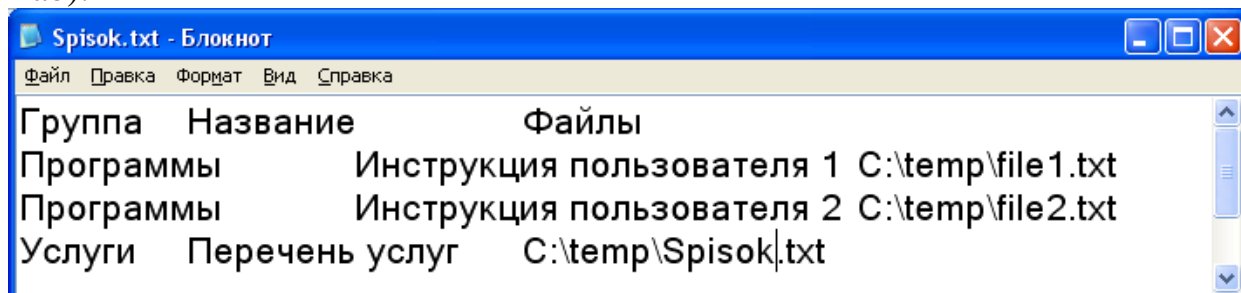 Spisok.txt - Блокнот
Файл Правка Формат Вид Справка
Группа Название Файлы
Программы Инструкция пользователя 1 C:\temp\file1.txt
Программы Инструкция пользователя 2 C:\temp\file2.txt
Услуги Перечень услуг C:\temp\Spisok.txt